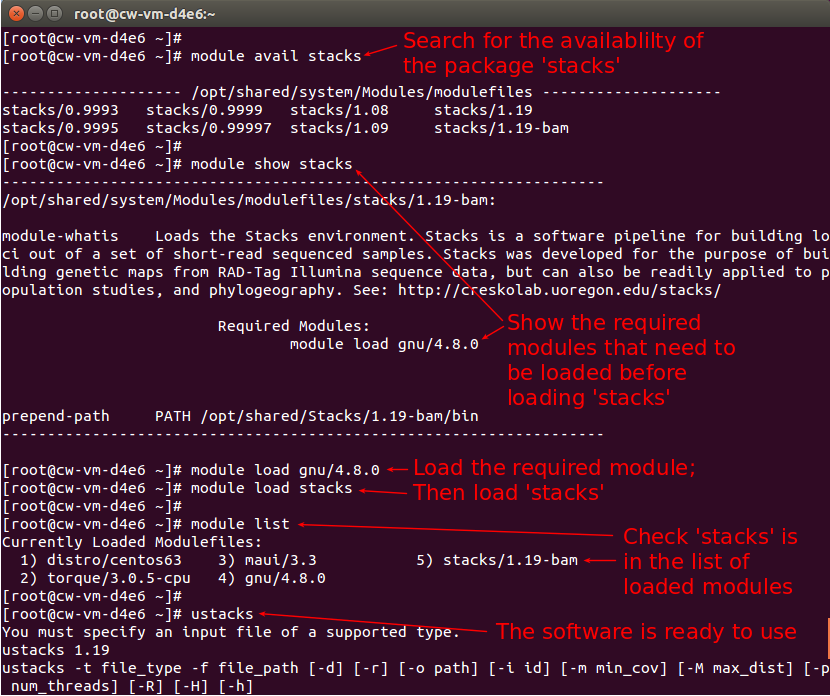 root@cw-vm-d4e6:~
[root@cw-vm-d4e6 ~]#
[root@cw-vm-d4e6 ~]# module avail stacks
Search for the availablilty of
the package 'stacks'
-------------------- /opt/shared/system/Modules/modulefiles --------------------
stacks/0.9993   stacks/0.9999   stacks/1.08     stacks/1.19
stacks/0.9995   stacks/0.99997  stacks/1.09     stacks/1.19-bam
[root@cw-vm-d4e6 ~]#
[root@cw-vm-d4e6 ~]# module show stacks
-------------------------------------------------------------------
/opt/shared/system/Modules/modulefiles/stacks/1.19-bam:
module-whatis    Loads the Stacks environment. Stacks is a software pipeline for building lo
ci out of a set of short-read sequenced samples. Stacks was developed for the purpose of bui
lding genetic maps from RAD-Tag Illumina sequence data, but can also be readily applied to p
opulation studies, and phylogeography. See: http://creskolab.uoregon.edu/stacks/
Required Modules:
module load gnu/4.8.0
Show the required
modules that need to
be loaded before
loading 'stacks'
prepend-path     PATH /opt/shared/Stacks/1.19-bam/bin
-------------------------------------------------------------------
[root@cw-vm-d4e6 ~]# module load gnu/4.8.0
Load the required module;
[root@cw-vm-d4e6 ~]# module load stacks
Then load 'stacks'
[root@cw-vm-d4e6 ~]#
[root@cw-vm-d4e6 ~]# module list
Currently Loaded Modulefiles:
1) distro/centos63    3) maui/3.3           5) stacks/1.19-bam
2) torque/3.0.5-cpu   4) gnu/4.8.0
Check 'stacks' is
in the list of
loaded modules
[root@cw-vm-d4e6 ~]#
[root@cw-vm-d4e6 ~]# ustacks
The software is ready to use
You must specify an input file of a supported type.
ustacks 1.19
ustacks -t file_type -f file_path [-d] [-r] [-o path] [-i id] [-m min_cov] [-M max_dist] [-p
num_threads] [-R] [-H] [-h]